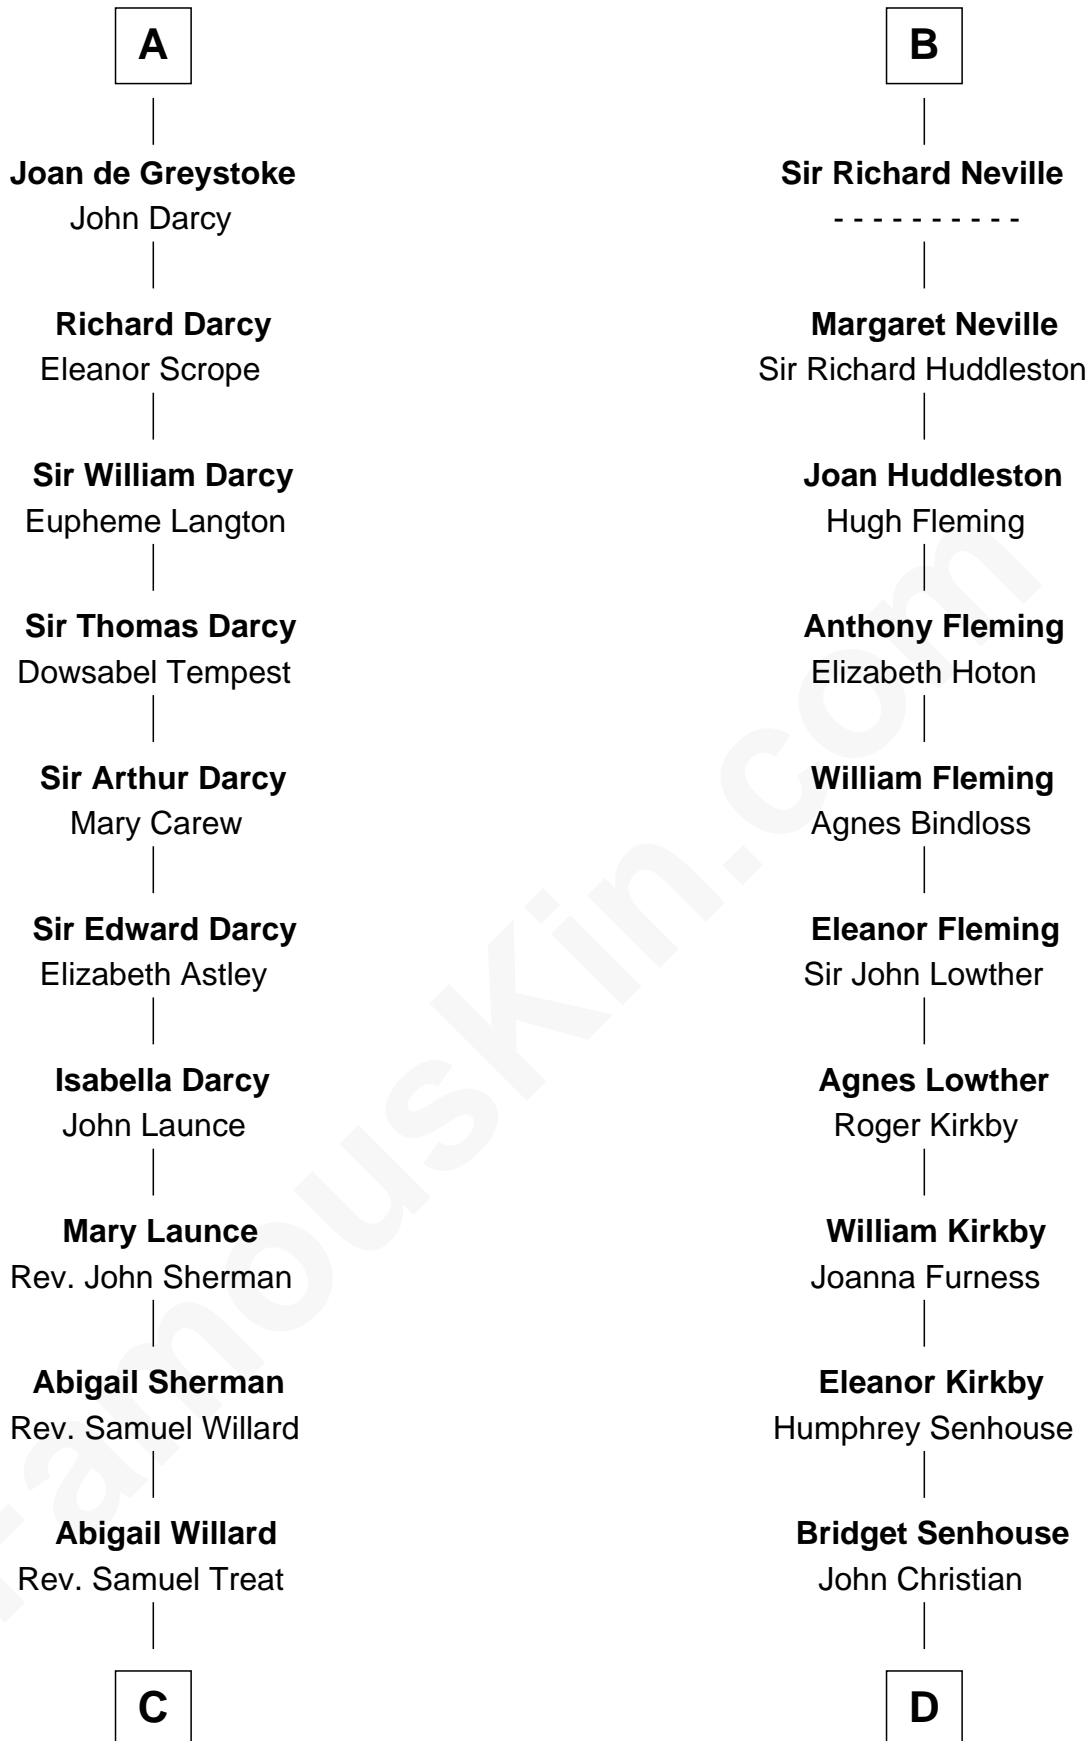 A
Joan de Greystoke
John Darcy
Richard Darcy
Eleanor Scrope
Sir William Darcy
Eupheme Langton
Sir Thomas Darcy
Dowsabel Tempest
Sir Arthur Darcy
Mary Carew
Sir Edward Darcy
Elizabeth Astley
Isabella Darcy
John Launce
Mary Launce
Rev. John Sherman
Abigail Sherman
Rev. Samuel Willard
Abigail Willard
Rev. Samuel Treat
C
B
Sir Richard Neville
- - - - - - - - - -
Margaret Neville
Sir Richard Huddleston
Joan Huddleston
Hugh Fleming
Anthony Fleming
Elizabeth Hoton
William Fleming
Agnes Bindloss
Eleanor Fleming
Sir John Lowther
Agnes Lowther
Roger Kirkby
William Kirkby
Joanna Furness
Eleanor Kirkby
Humphrey Senhouse
Bridget Senhouse
John Christian
D
FamousKin.com